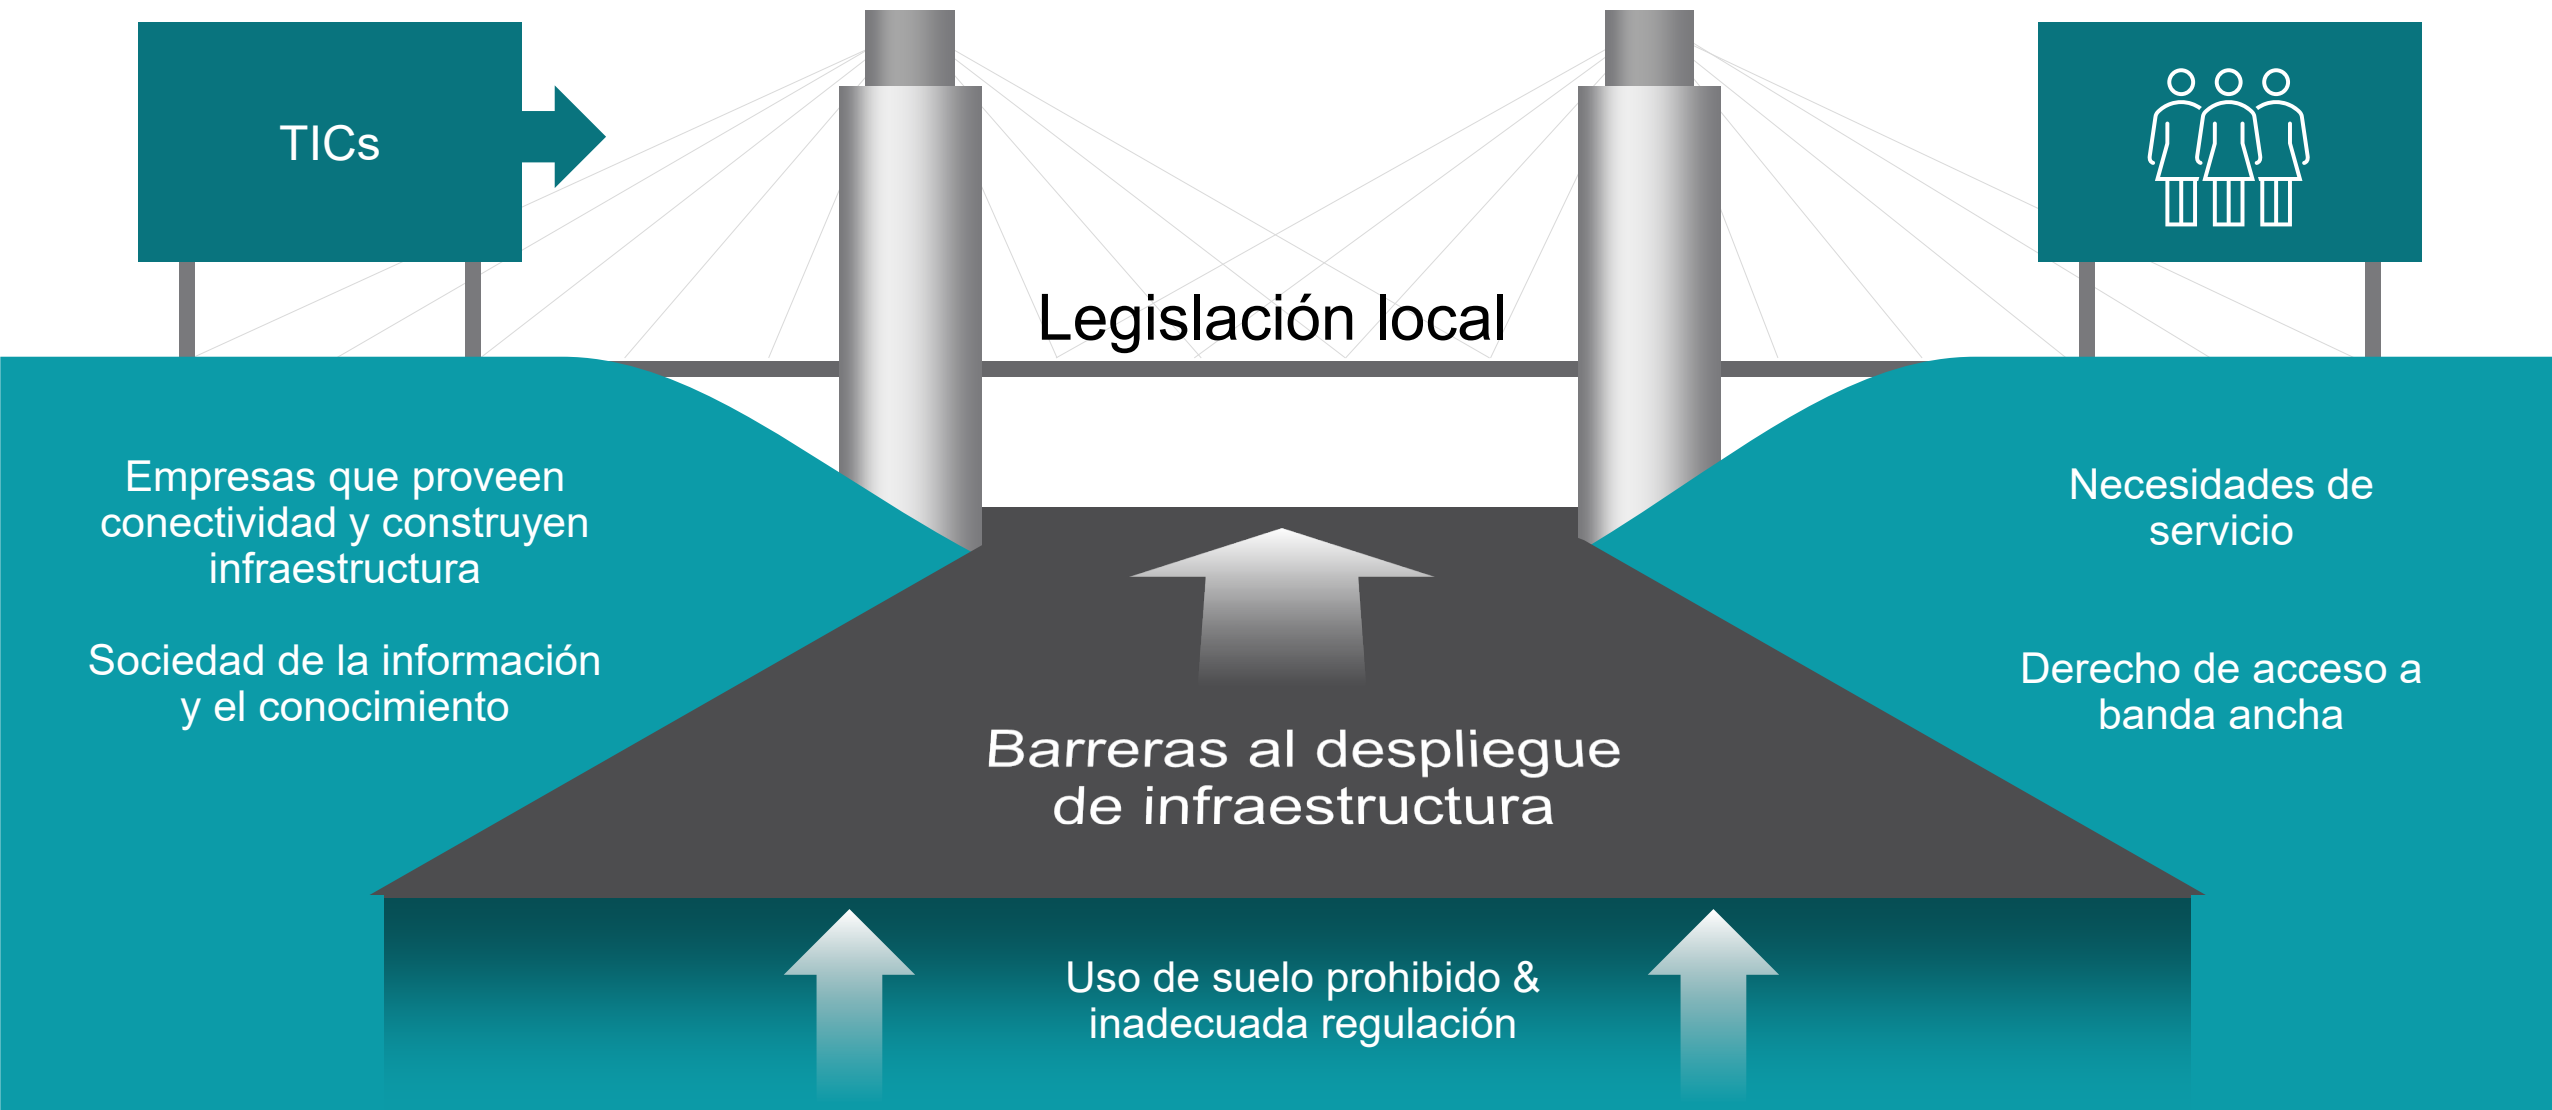 TICs
Legislación local
Empresas que proveen
conectividad y construyen
infraestructura
Sociedad de la información
y el conocimiento
Necesidades de
servicio
Derecho de acceso a
banda ancha
Barreras al despliegue
de infraestructura
Uso de suelo prohibido &
inadecuada regulación